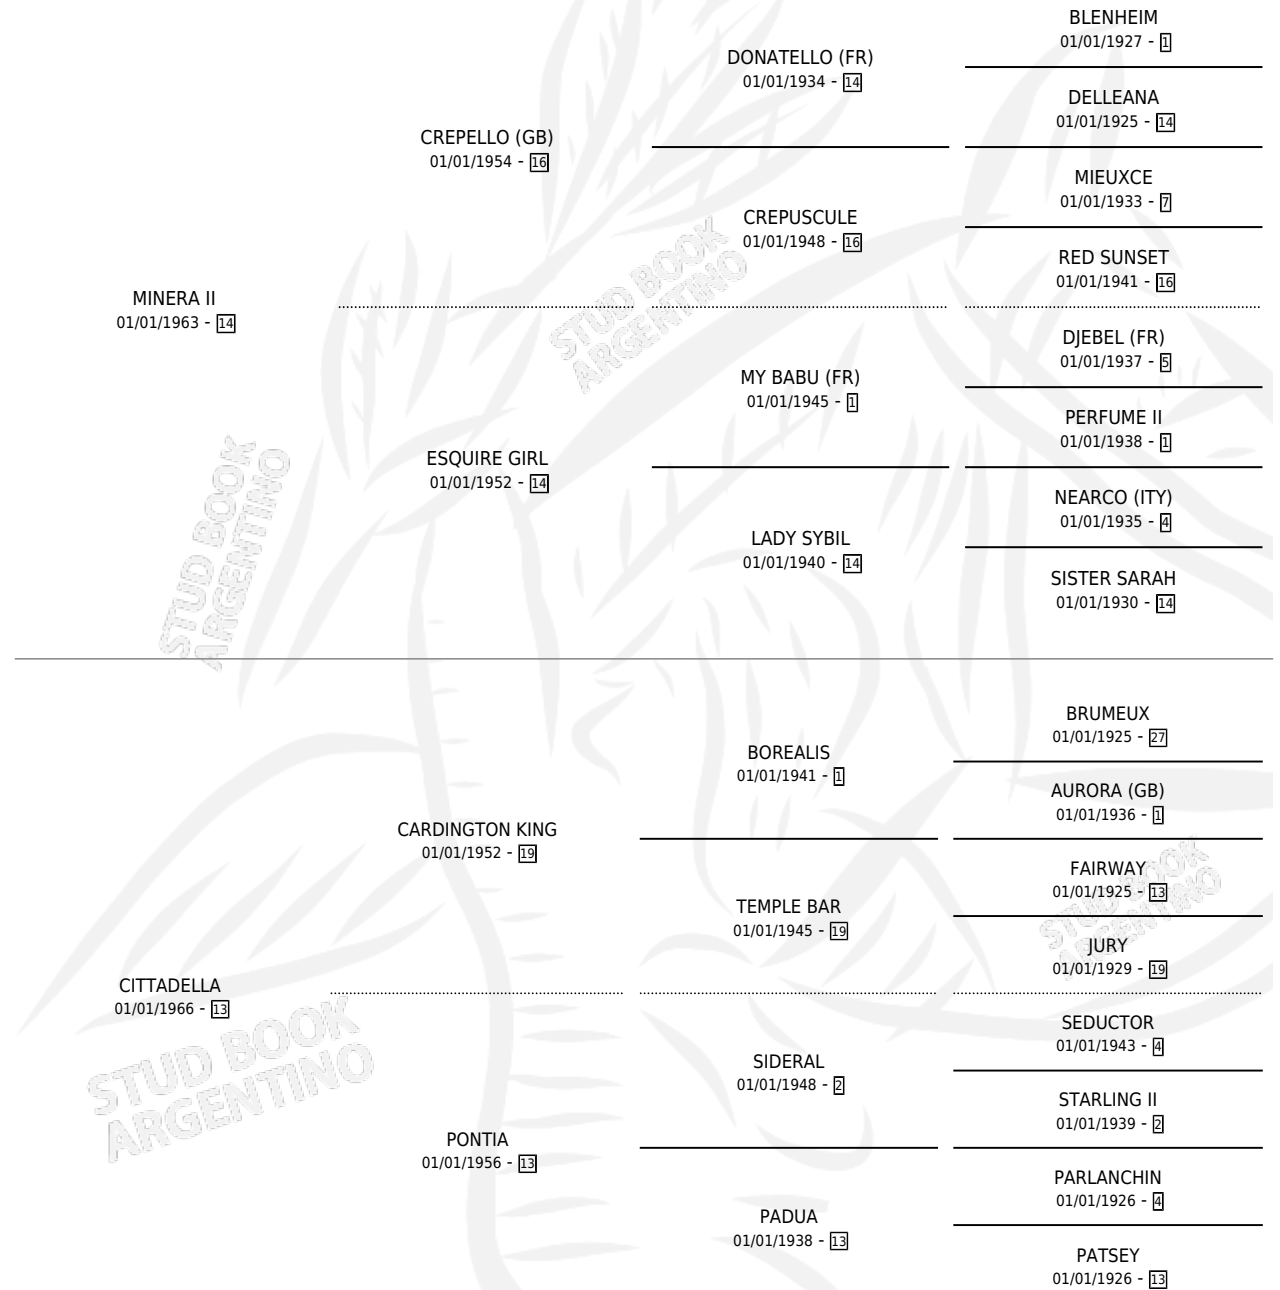 BLENHEIM
01/01/1927 - 1
DONATELLO (FR)
01/01/1934 - 14
DELLEANA
01/01/1925 - 14
CREPELLO (GB)
01/01/1954 - 16
MIEUXCE
01/01/1933 - 7
CREPUSCULE
01/01/1948 - 16
RED SUNSET
01/01/1941 - 16
MINERA II
01/01/1963 - 14
DJEBEL (FR)
01/01/1937 - 5
MY BABU (FR)
01/01/1945 - 1
PERFUME II
01/01/1938 - 1
ESQUIRE GIRL
01/01/1952 - 14
NEARCO (ITY)
01/01/1935 - 4
LADY SYBIL
01/01/1940 - 14
SISTER SARAH
01/01/1930 - 14
BRUMEUX
01/01/1925 - 27
BOREALIS
01/01/1941 - 1
AURORA (GB)
01/01/1936 - 1
CARDINGTON KING
01/01/1952 - 19
FAIRWAY
01/01/1925 - 13
TEMPLE BAR
01/01/1945 - 19
JURY
01/01/1929 - 19
CITTADELLA
01/01/1966 - 13
SEDUCTOR
01/01/1943 - 4
SIDERAL
01/01/1948 - 2
STARLING II
01/01/1939 - 2
PONTIA
01/01/1956 - 13
PARLANCHIN
01/01/1926 - 4
PADUA
01/01/1938 - 13
PATSEY
01/01/1926 - 13
STUD BOOK
ARGENTINO
STUD BOOK
ARGENTINO
STUD BOOK
ARGENTINO
STUD BOOK
ARGENTINO